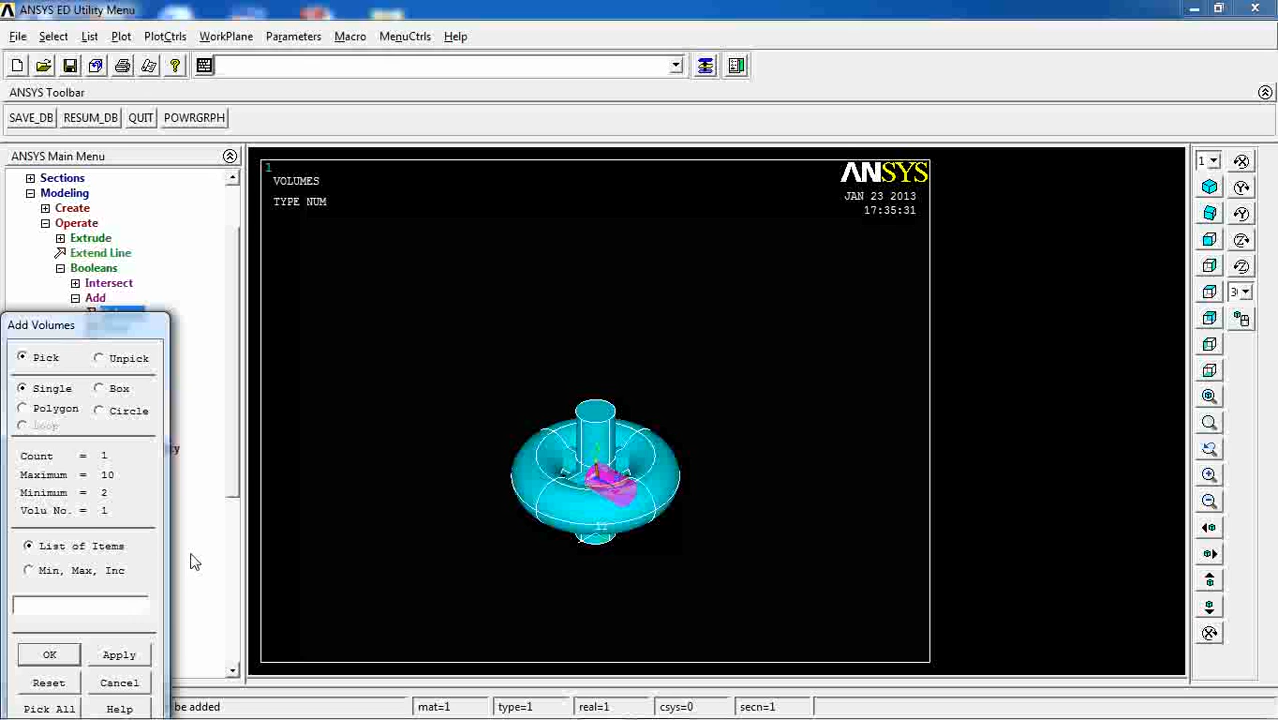 ANSYS ED Utility Menu
File Select List Plot PlotCtrls WorkPlane Parameters Macro MenuCtrls Help
ANSYS Toolbar
SAVE_DB RESUM_DB QUIT POWRGRPH
ANSYS Main Menu
Sections
Modeling
Create
Operate
Extrude
Extend Line
Booleans
Intersect
Add
Add Volumes
Pick Unpick
Single Box
Polygon Circle
Loop
Count = 1
Maximum = 10
Minimum = 2
Volu No. = 1
List of Items
Min, Max, Inc
OK Apply
Reset Cancel
Pick All Help
1
VOLUMES
TYPE NUM
ANSYS
JAN 23 2013
17:35:31
1
be added mat=1 type=1 real=1 csys=0 secn=1